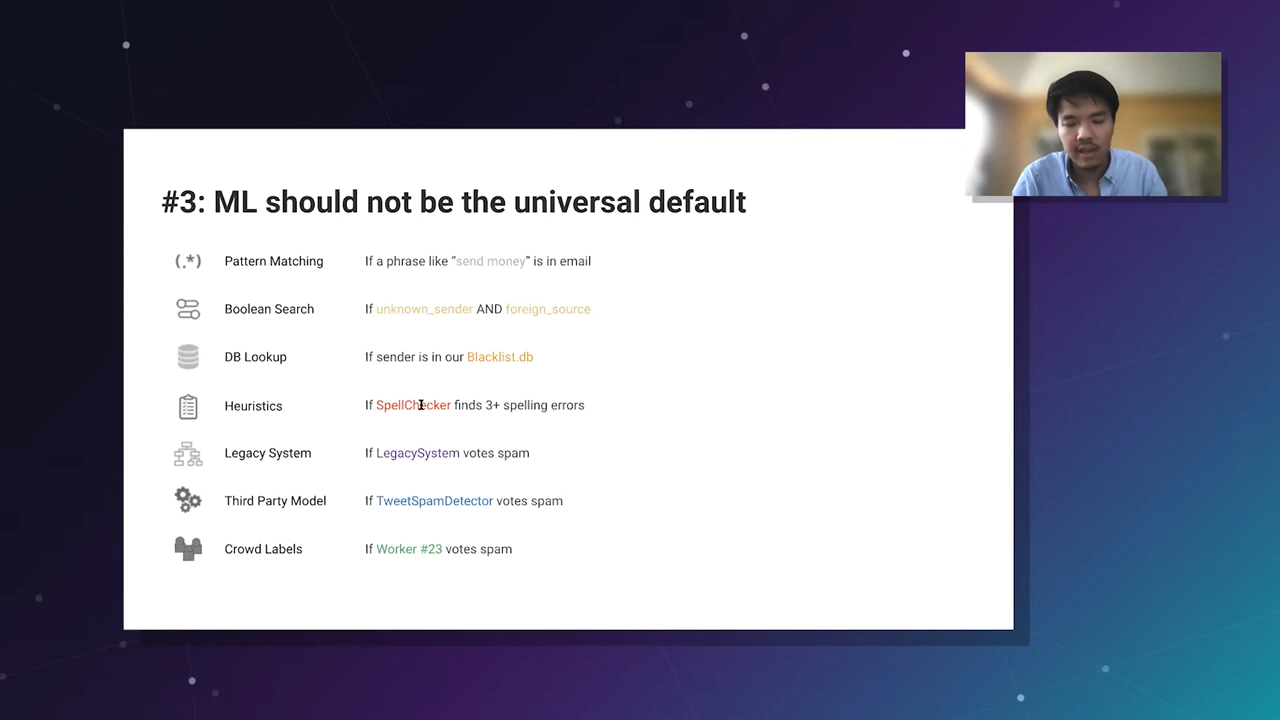 #3: ML should not be the universal default
(.*) Pattern Matching If a phrase like “send money” is in email
Boolean Search If unknown_sender AND foreign_source
DB Lookup If sender is in our Blacklist.db
Heuristics If SpellChecker finds 3+ spelling errors
Legacy System If LegacySystem votes spam
Third Party Model If TweetSpamDetector votes spam
Crowd Labels If Worker #23 votes spam